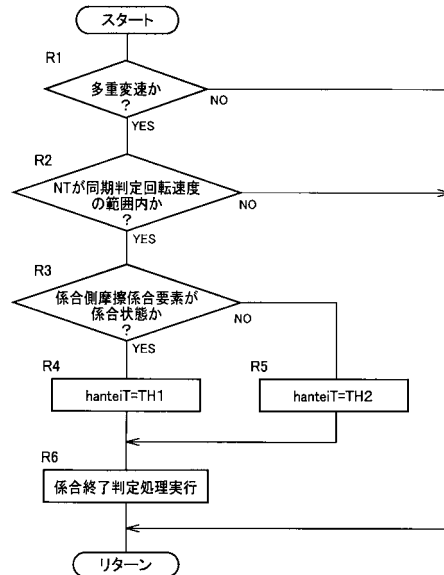 スタート
R1
多重変速か
?
NO
YES
R2
NTが同期判定回転速度
の範囲内か
?
NO
YES
R3
係合側摩擦係合要素が
係合状態か
?
NO
YES
R4
hanteiT=TH1
R5
hanteiT=TH2
R6
係合終了判定処理実行
リターン